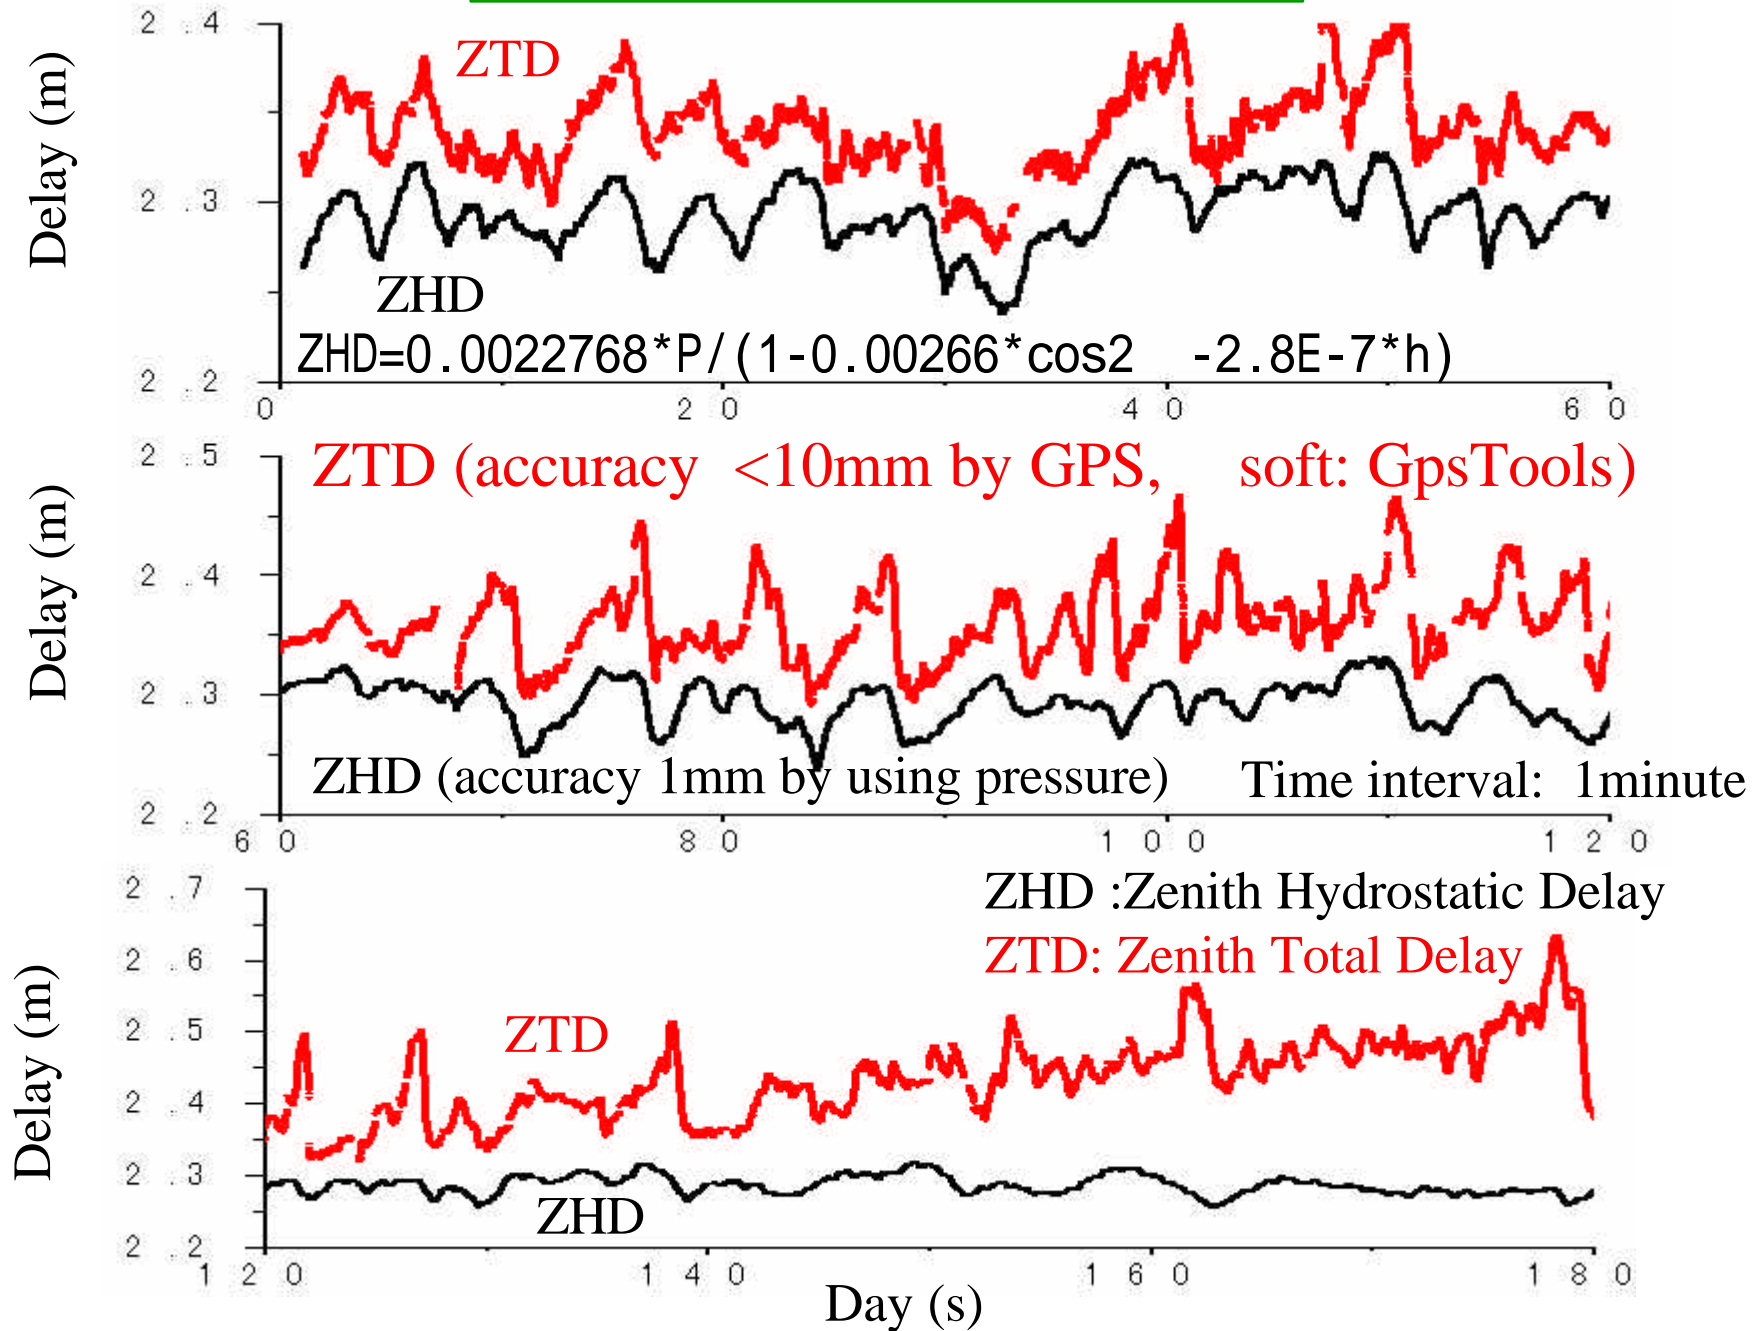 2.4
Delay (m)
ZTD
2.3
ZHD
ZHD=0.0022768*P/(1-0.00266*cos2 -2.8E-7*h)
2.2
0 20 40 60
2.5
ZTD (accuracy <10mm by GPS, soft: GpsTools)
Delay (m)
2.4
2.3
ZHD (accuracy 1mm by using pressure) Time interval: 1minute
2.2
60 80 100 120
2.7
ZHD :Zenith Hydrostatic Delay
2.6
ZTD: Zenith Total Delay
Delay (m)
2.5
ZTD
2.4
2.3
ZHD
2.2
120 140 160 180
Day (s)